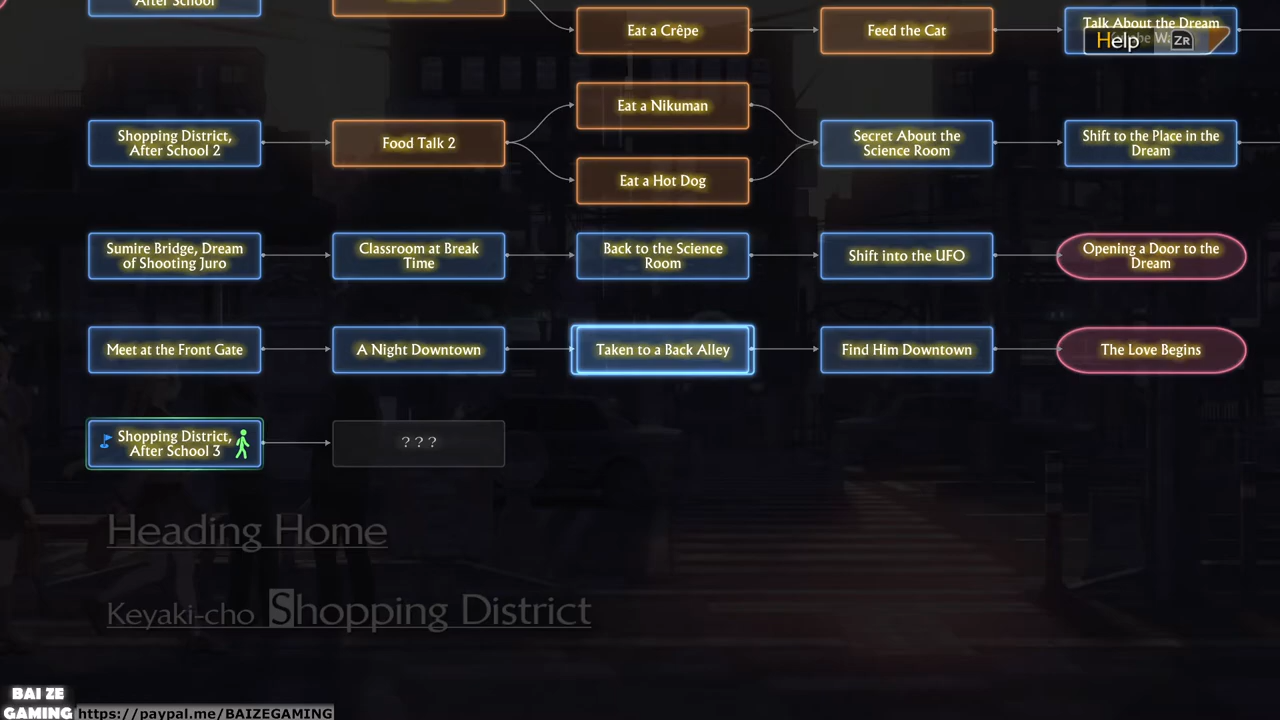 After School
Eat a Crêpe
Feed the Cat
Talk About the Dream
Help ZR
Eat a Nikuman
Shopping District,
After School 2
Food Talk 2
Secret About the
Science Room
Shift to the Place in the
Dream
Eat a Hot Dog
Sumire Bridge, Dream
of Shooting Juro
Classroom at Break
Time
Back to the Science
Room
Shift into the UFO
Opening a Door to the
Dream
Meet at the Front Gate
A Night Downtown
Taken to a Back Alley
Find Him Downtown
The Love Begins
Shopping District,
After School 3
???
Heading Home
Keyaki-cho Shopping District
BAI ZE
GAMING https://paypal.me/BAIZEGAMING